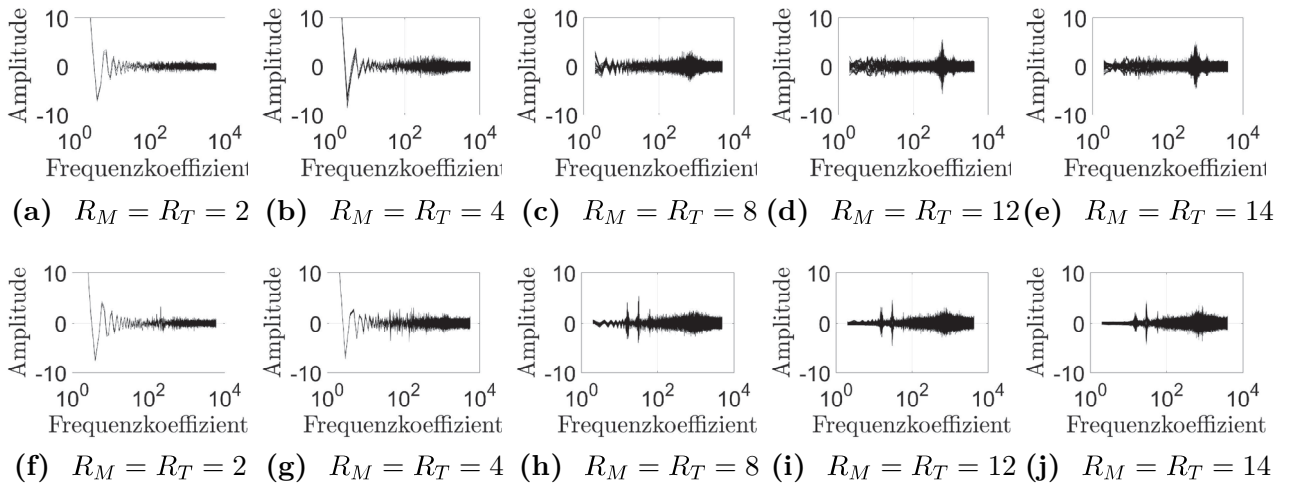 10 10 10 10 10
Amplitude Amplitude Amplitude Amplitude Amplitude
0 0 0 0 0
-10 -10 -10 -10 -10
10^0 10^2 10^4 10^0 10^2 10^4 10^0 10^2 10^4 10^0 10^2 10^4 10^0 10^2 10^4
Frequenzkoeffizient Frequenzkoeffizient Frequenzkoeffizient Frequenzkoeffizient Frequenzkoeffizient
(a) R_M = R_T = 2 (b) R_M = R_T = 4 (c) R_M = R_T = 8 (d) R_M = R_T = 12 (e) R_M = R_T = 14
10 10 10 10 10
Amplitude Amplitude Amplitude Amplitude Amplitude
0 0 0 0 0
-10 -10 -10 -10 -10
10^0 10^2 10^4 10^0 10^2 10^4 10^0 10^2 10^4 10^0 10^2 10^4 10^0 10^2 10^4
Frequenzkoeffizient Frequenzkoeffizient Frequenzkoeffizient Frequenzkoeffizient Frequenzkoeffizient
(f) R_M = R_T = 2 (g) R_M = R_T = 4 (h) R_M = R_T = 8 (i) R_M = R_T = 12 (j) R_M = R_T = 14